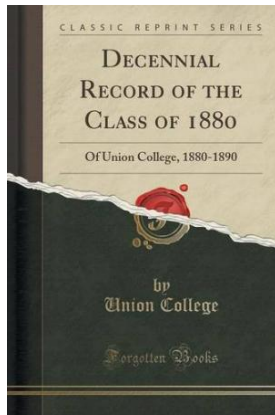 CLASSIC REPRINT SERIES
DECENNIAL
RECORD OF THE
CLASS OF 1880
OF UNION COLLEGE, 1880-1890
by
Union College
Forgotten Books